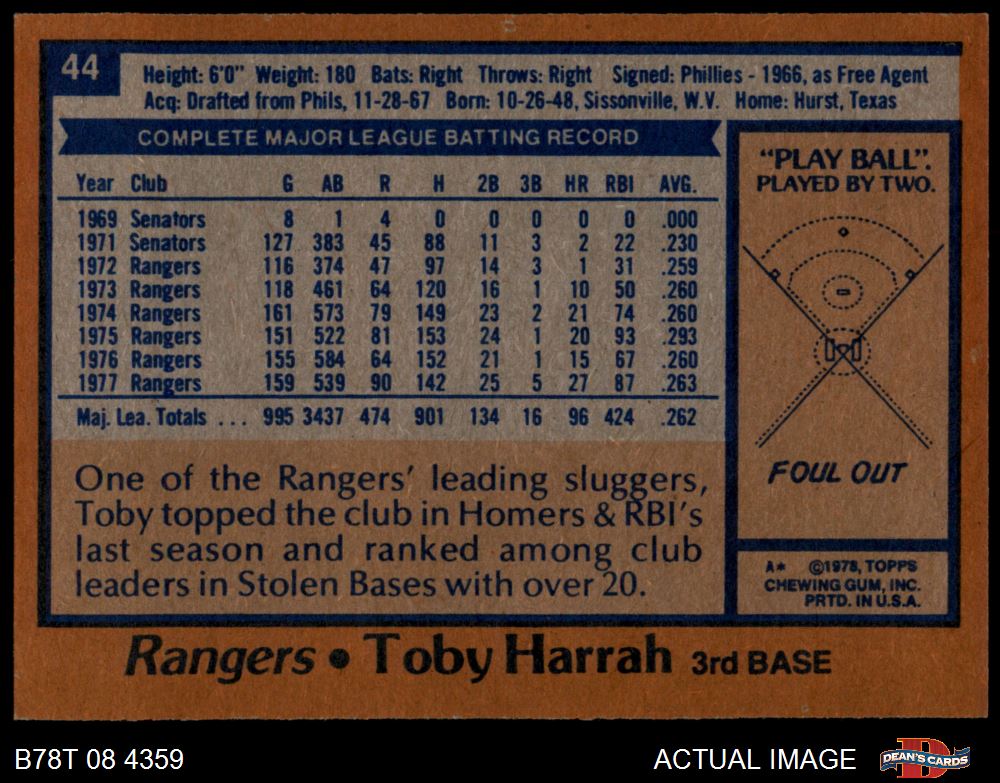 44
Height: 6'0" Weight: 180 Bats: Right Throws: Right Signed: Phillies - 1966, as Free Agent
Acq: Drafted from Phils, 11-28-67 Born: 10-26-48, Sissonville, W.V. Home: Hurst, Texas
COMPLETE MAJOR LEAGUE BATTING RECORD
Year Club G AB R H 2B 3B HR RBI AVG.
1969 Senators 8 1 4 0 0 0 0 0 .000
1971 Senators 127 383 45 88 11 3 2 22 .230
1972 Rangers 116 374 47 97 14 3 1 31 .259
1973 Rangers 118 461 64 120 16 1 10 50 .260
1974 Rangers 161 573 79 149 23 2 21 74 .260
1975 Rangers 151 522 81 153 24 1 20 93 .293
1976 Rangers 155 584 64 152 21 1 15 67 .260
1977 Rangers 159 539 90 142 25 5 27 87 .263
Maj. Lea. Totals ... 995 3437 474 901 134 16 96 424 .262
One of the Rangers' leading sluggers,
Toby topped the club in Homers & RBI's
last season and ranked among club
leaders in Stolen Bases with over 20.
"PLAY BALL".
PLAYED BY TWO.
FOUL OUT
A* ©1978, TOPPS
CHEWING GUM, INC.
PRTD. IN U.S.A.
Rangers • Toby Harrah 3rd BASE
B78T 08 4359
ACTUAL IMAGE
DEAN'S CARDS